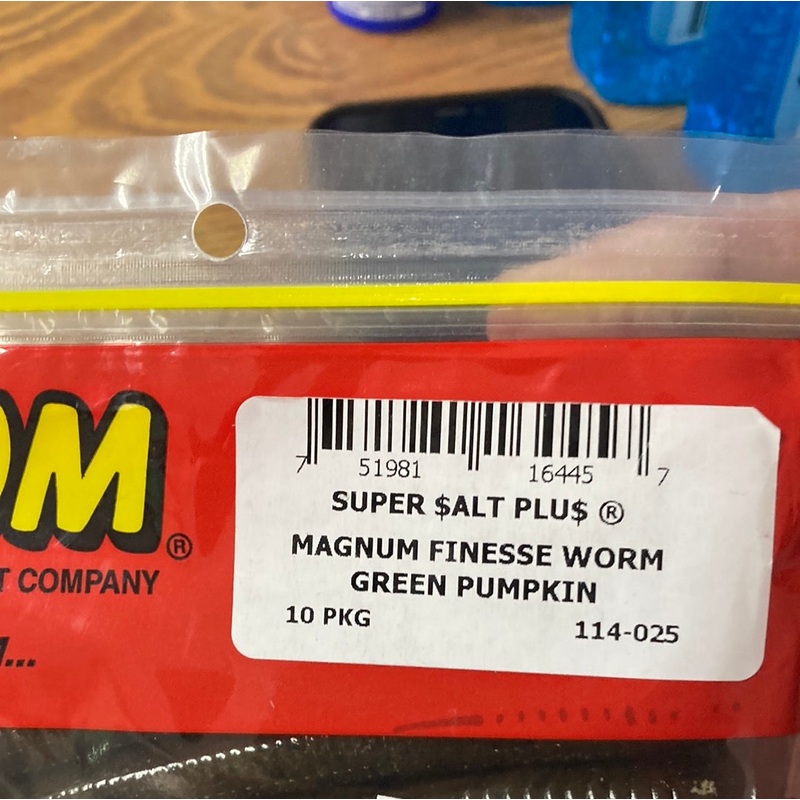 OM®
T COMPANY
...
7 51981 16445 7
SUPER $ALT PLU$ ®
MAGNUM FINESSE WORM
GREEN PUMPKIN
10 PKG 114-025